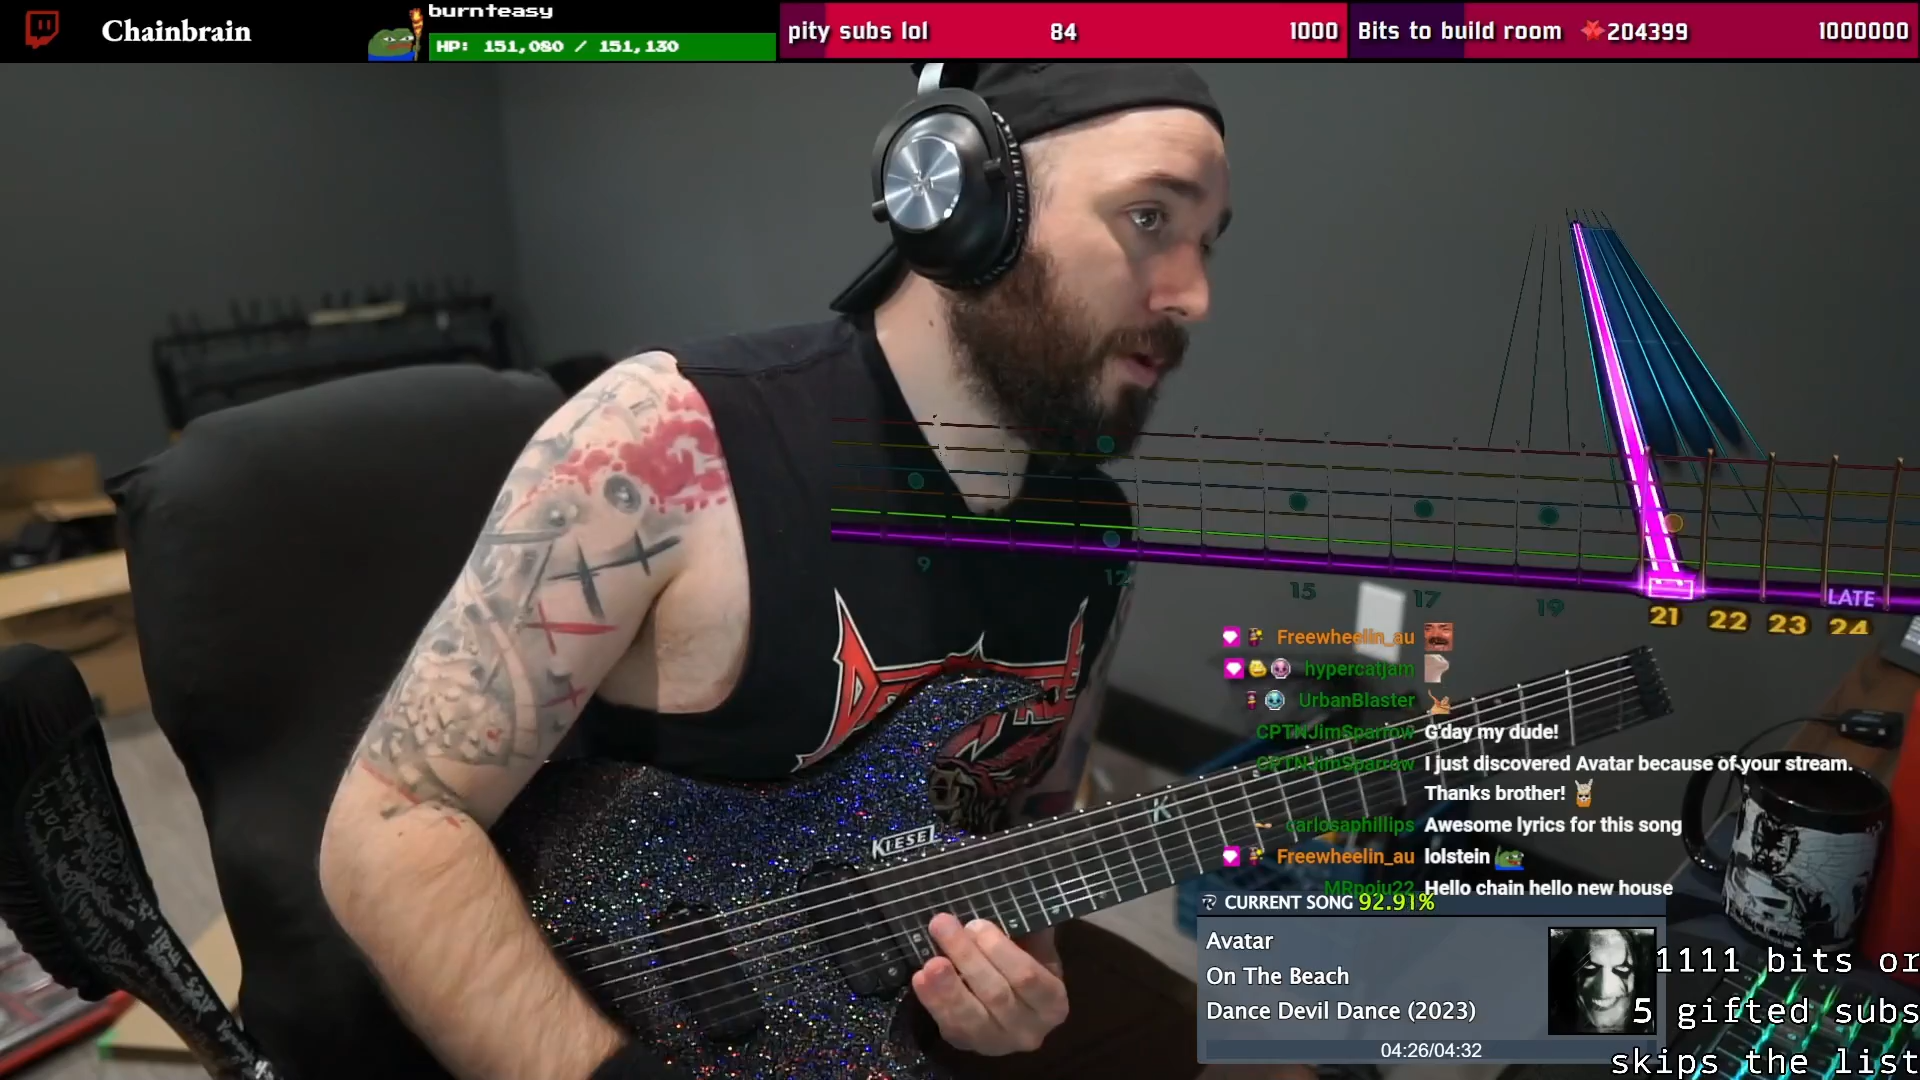 Chainbrain
burnteasy
HP: 151,080 / 151,130
pity subs lol 84 1000
Bits to build room 204399 1000000
9 12 15 17 19 21 22 23 24
LATE
Freewheelin_au
hypercatjam
UrbanBlaster
CPTNJimSparrow G'day my dude!
CPTNJimSparrow I just discovered Avatar because of your stream.
Thanks brother!
carlosaphillips Awesome lyrics for this song
Freewheelin_au lolstein
MRpoju22 Hello chain hello new house
K
KIESEL
CURRENT SONG 92.91%
Avatar
On The Beach
Dance Devil Dance (2023)
04:26/04:32
1111 bits or
5 gifted subs
skips the list